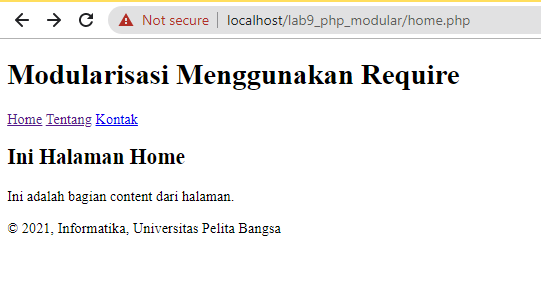 Not secure | localhost/lab9_php_modular/home.php
Modularisasi Menggunakan Require
Home Tentang Kontak
Ini Halaman Home
Ini adalah bagian content dari halaman.
© 2021, Informatika, Universitas Pelita Bangsa